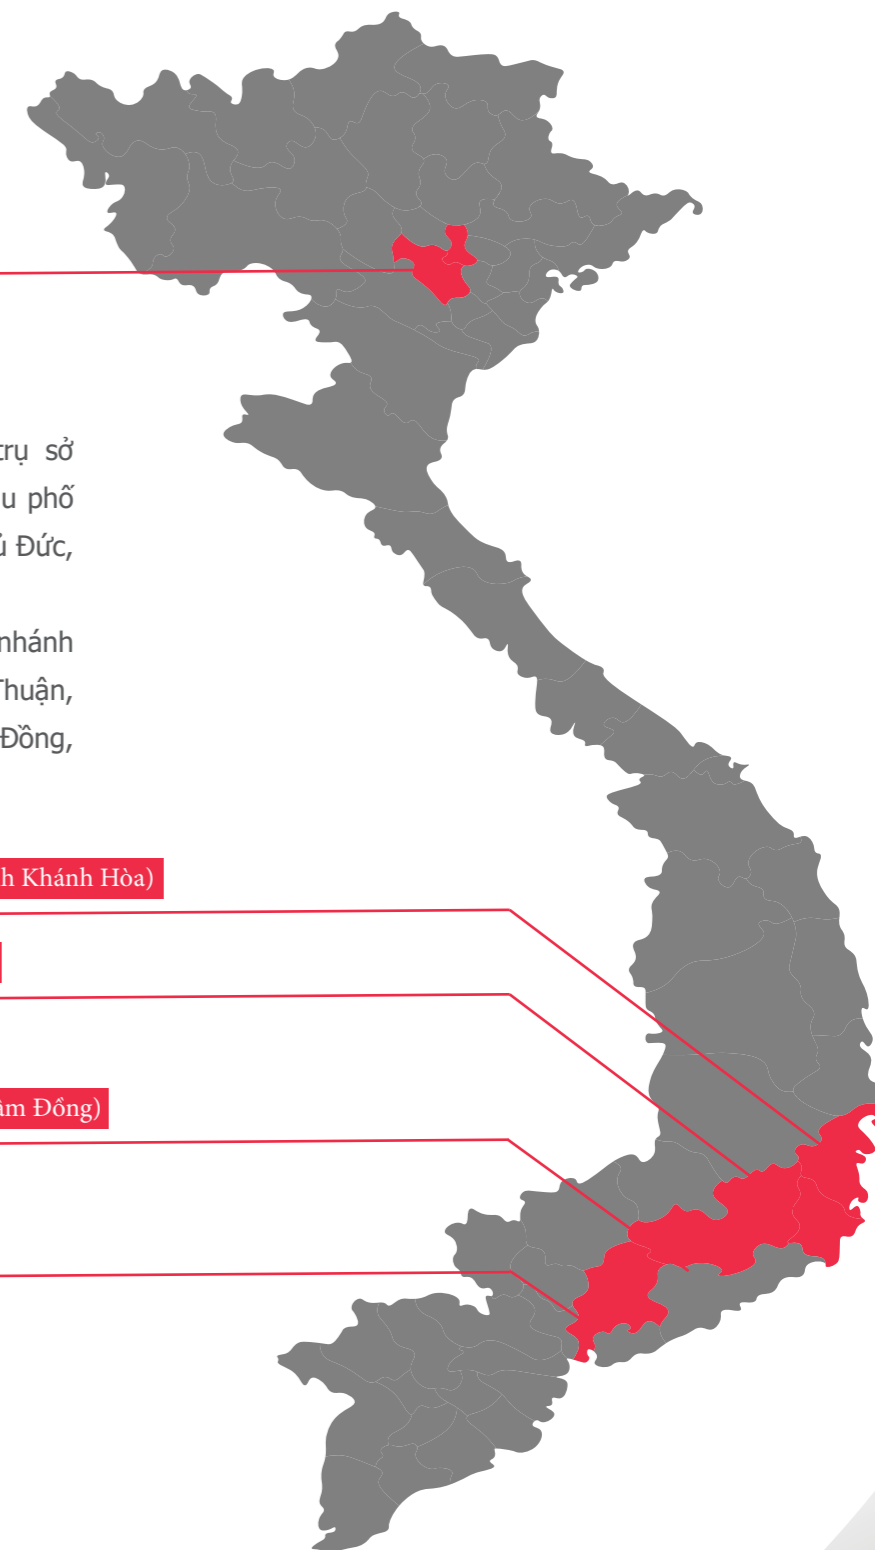 trụ sở
u phố
Đức,
nhánh
Thuận,
Đồng,
h Khánh Hòa)
âm Đồng)